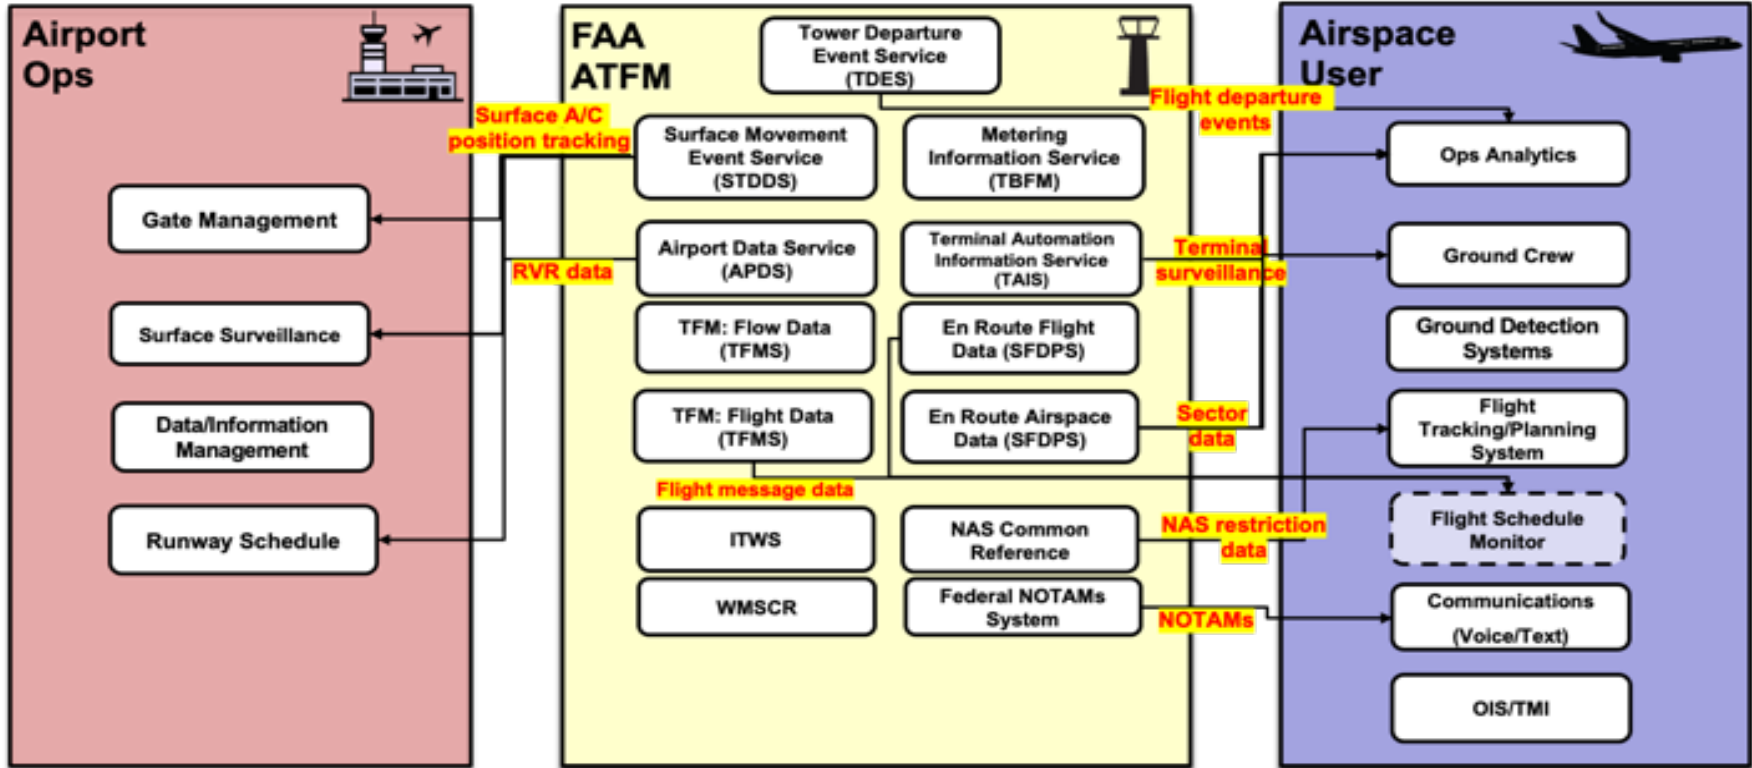 Airport
Ops
Gate Management
Surface Surveillance
Data/Information
Management
Runway Schedule
Surface A/C
position tracking
RVR data
FAA
ATFM
Tower Departure
Event Service
(TDES)
Surface Movement
Event Service
(STDDS)
Metering
Information Service
(TBFM)
Airport Data Service
(APDS)
Terminal Automation
Information Service
(TAIS)
TFM: Flow Data
(TFMS)
En Route Flight
Data (SFDPS)
TFM: Flight Data
(TFMS)
En Route Airspace
Data (SFDPS)
Flight message data
ITWS
NAS Common
Reference
WMSCR
Federal NOTAMs
System
Flight departure
events
Terminal
surveillance
Sector
data
NAS restriction
data
NOTAMs
Airspace
User
Ops Analytics
Ground Crew
Ground Detection
Systems
Flight
Tracking/Planning
System
Flight Schedule
Monitor
Communications
(Voice/Text)
OIS/TMI